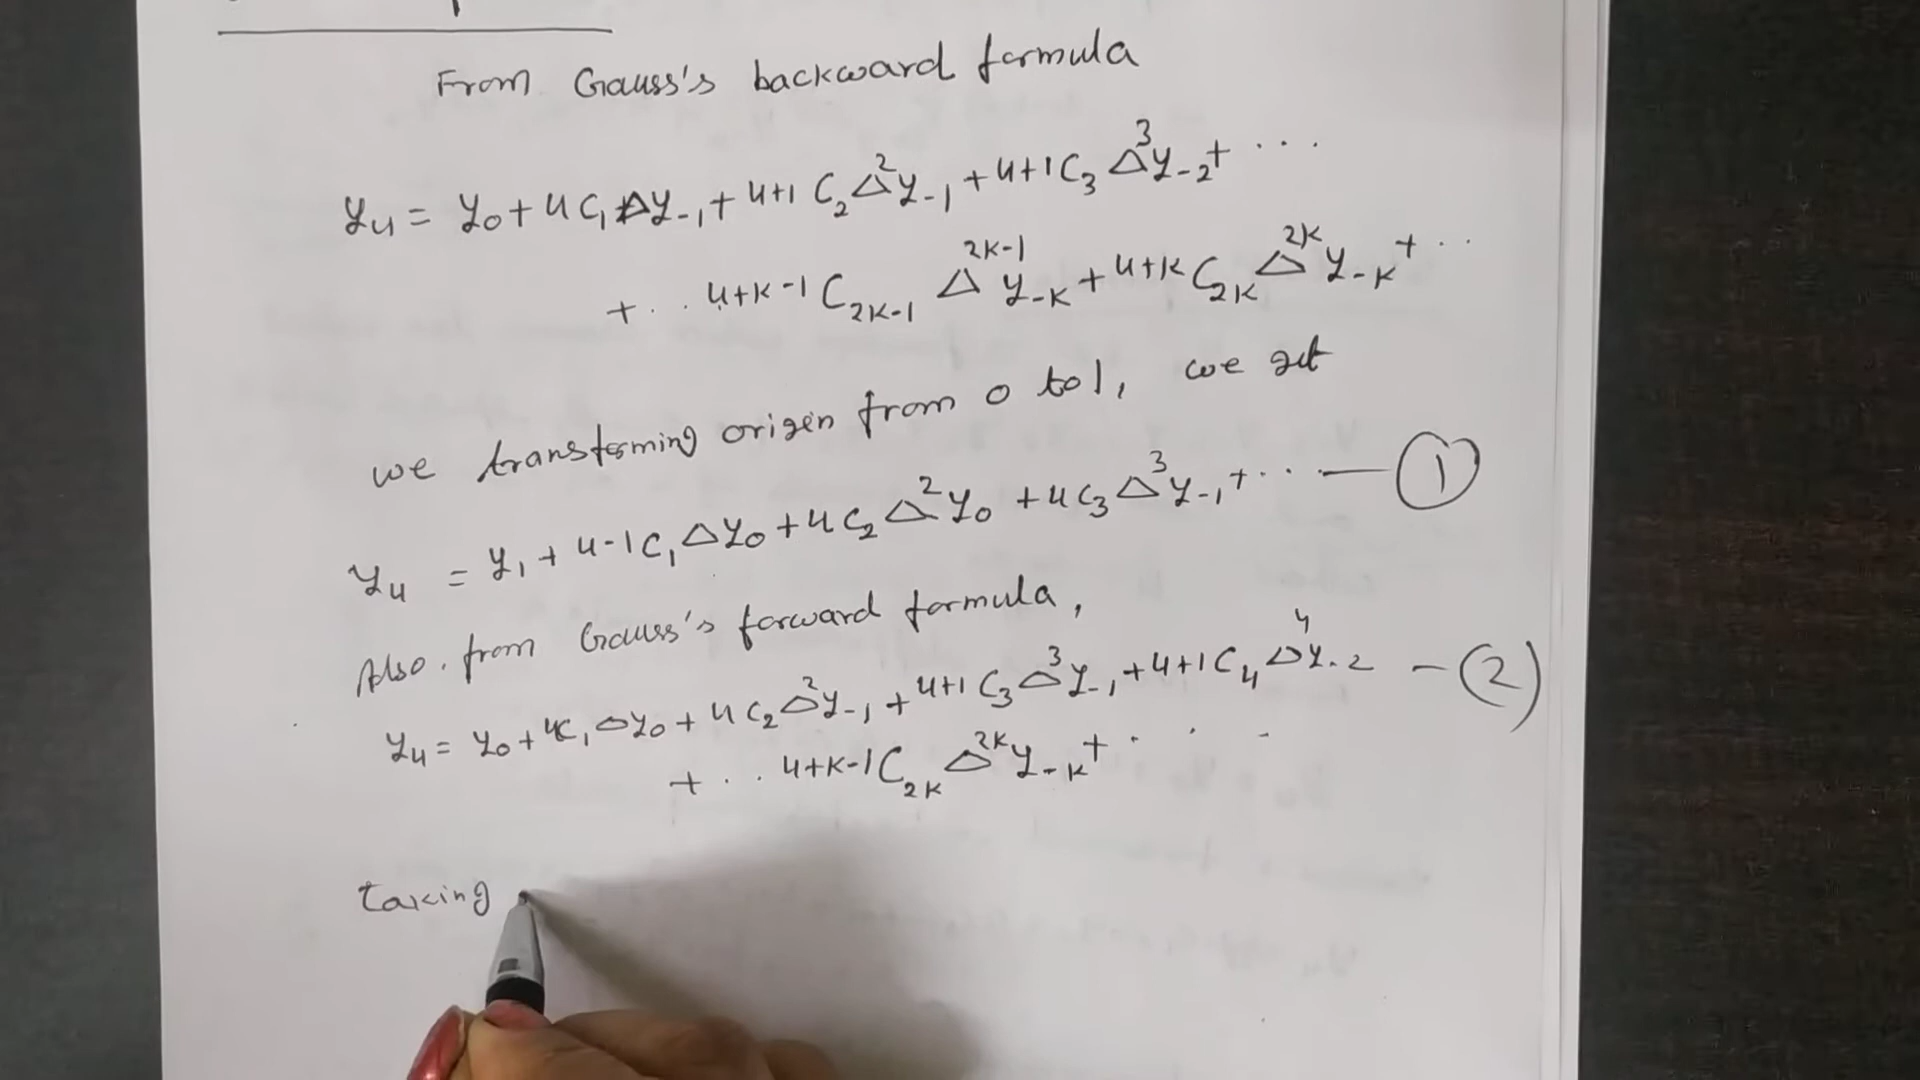 From Gauss's backward formula
yu = y0 + uC1 Δy-1 + u+1C2 Δ²y-1 + u+1C3 Δ³y-2 + ...
+ .. u+k-1C2k-1 Δ^2k-1 y-k + u+kC2k Δ^2k y-k + ..
we transforming origen from 0 to 1, we get
yu = y1 + u-1C1 Δy0 + uC2 Δ²y0 + uC3 Δ³y-1 + ... — ①
Also. from Gauss's forward formula,
yu = y0 + uC1 Δy0 + uC2 Δ²y-1 + u+1C3 Δ³y-1 + u+1C4 Δ⁴y-2 — ②
+ ... u+k-1C2k Δ^2k y-k + . . .
taking